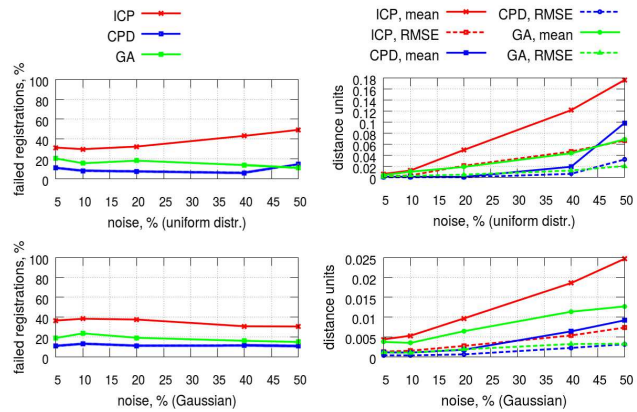 ICP
CPD
GA
failed registrations, %
100
80
60
40
20
0
5 10 15 20 25 30 35 40 45 50
noise, % (uniform distr.)
ICP, mean
ICP, RMSE
CPD, mean
CPD, RMSE
GA, mean
GA, RMSE
distance units
0.18
0.16
0.14
0.12
0.1
0.08
0.06
0.04
0.02
0
5 10 15 20 25 30 35 40 45 50
noise, % (uniform distr.)
failed registrations, %
100
80
60
40
20
0
5 10 15 20 25 30 35 40 45 50
noise, % (Gaussian)
distance units
0.025
0.02
0.015
0.01
0.005
0
5 10 15 20 25 30 35 40 45 50
noise, % (Gaussian)